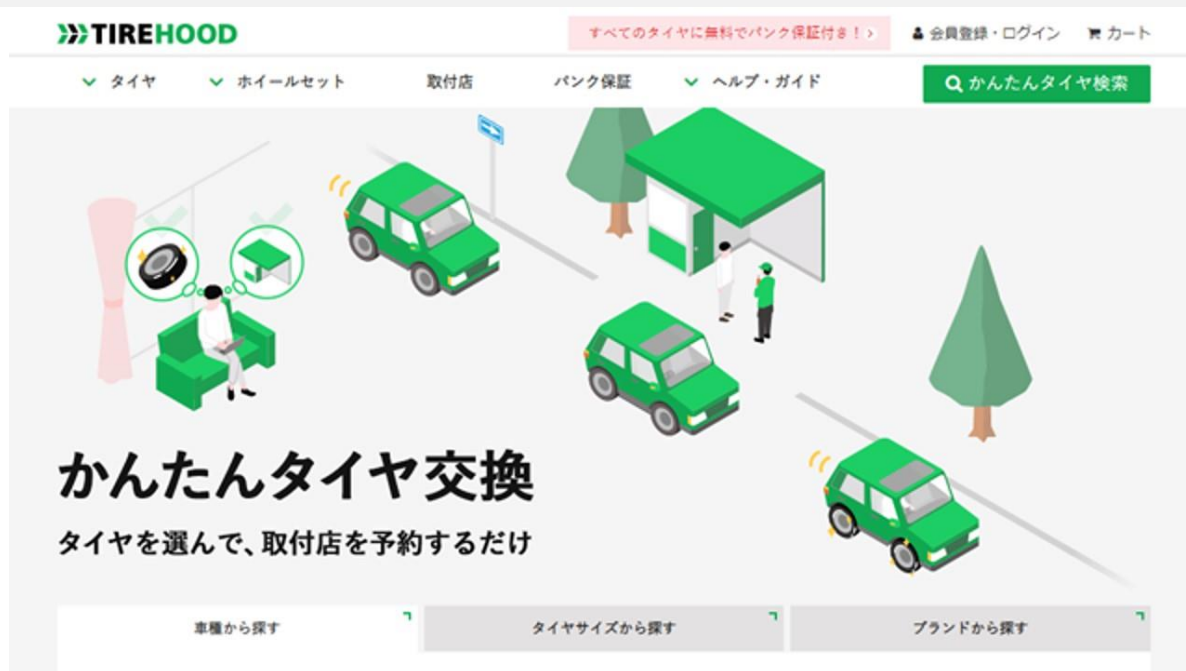 TIREHOOD
すべてのタイヤに無料でパンク保証付き！
会員登録・ログイン
カート
タイヤ
ホイールセット
取付店
パンク保証
ヘルプ・ガイド
かんたんタイヤ検索
かんたんタイヤ交換
タイヤを選んで、取付店を予約するだけ
車種から探す
タイヤサイズから探す
ブランドから探す